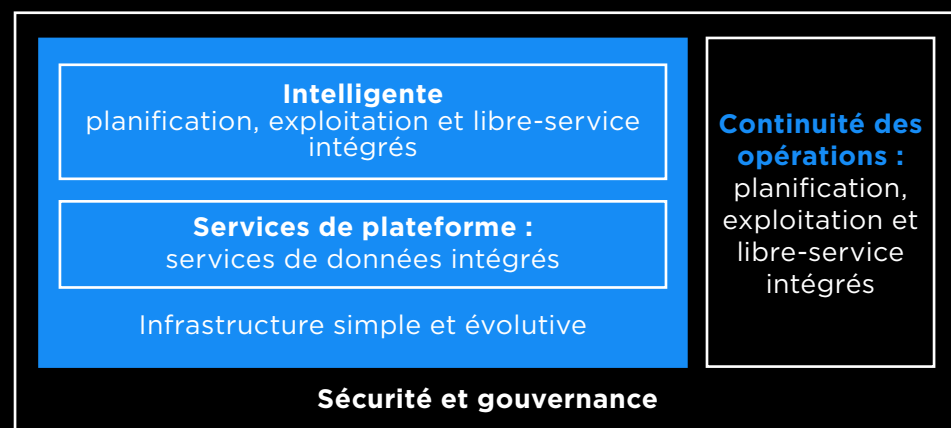 Intelligente
planification, exploitation et libre-service
intégrés
Services de plateforme :
services de données intégrés
Infrastructure simple et évolutive
Continuité des
opérations :
planification,
exploitation et
libre-service
intégrés
Sécurité et gouvernance